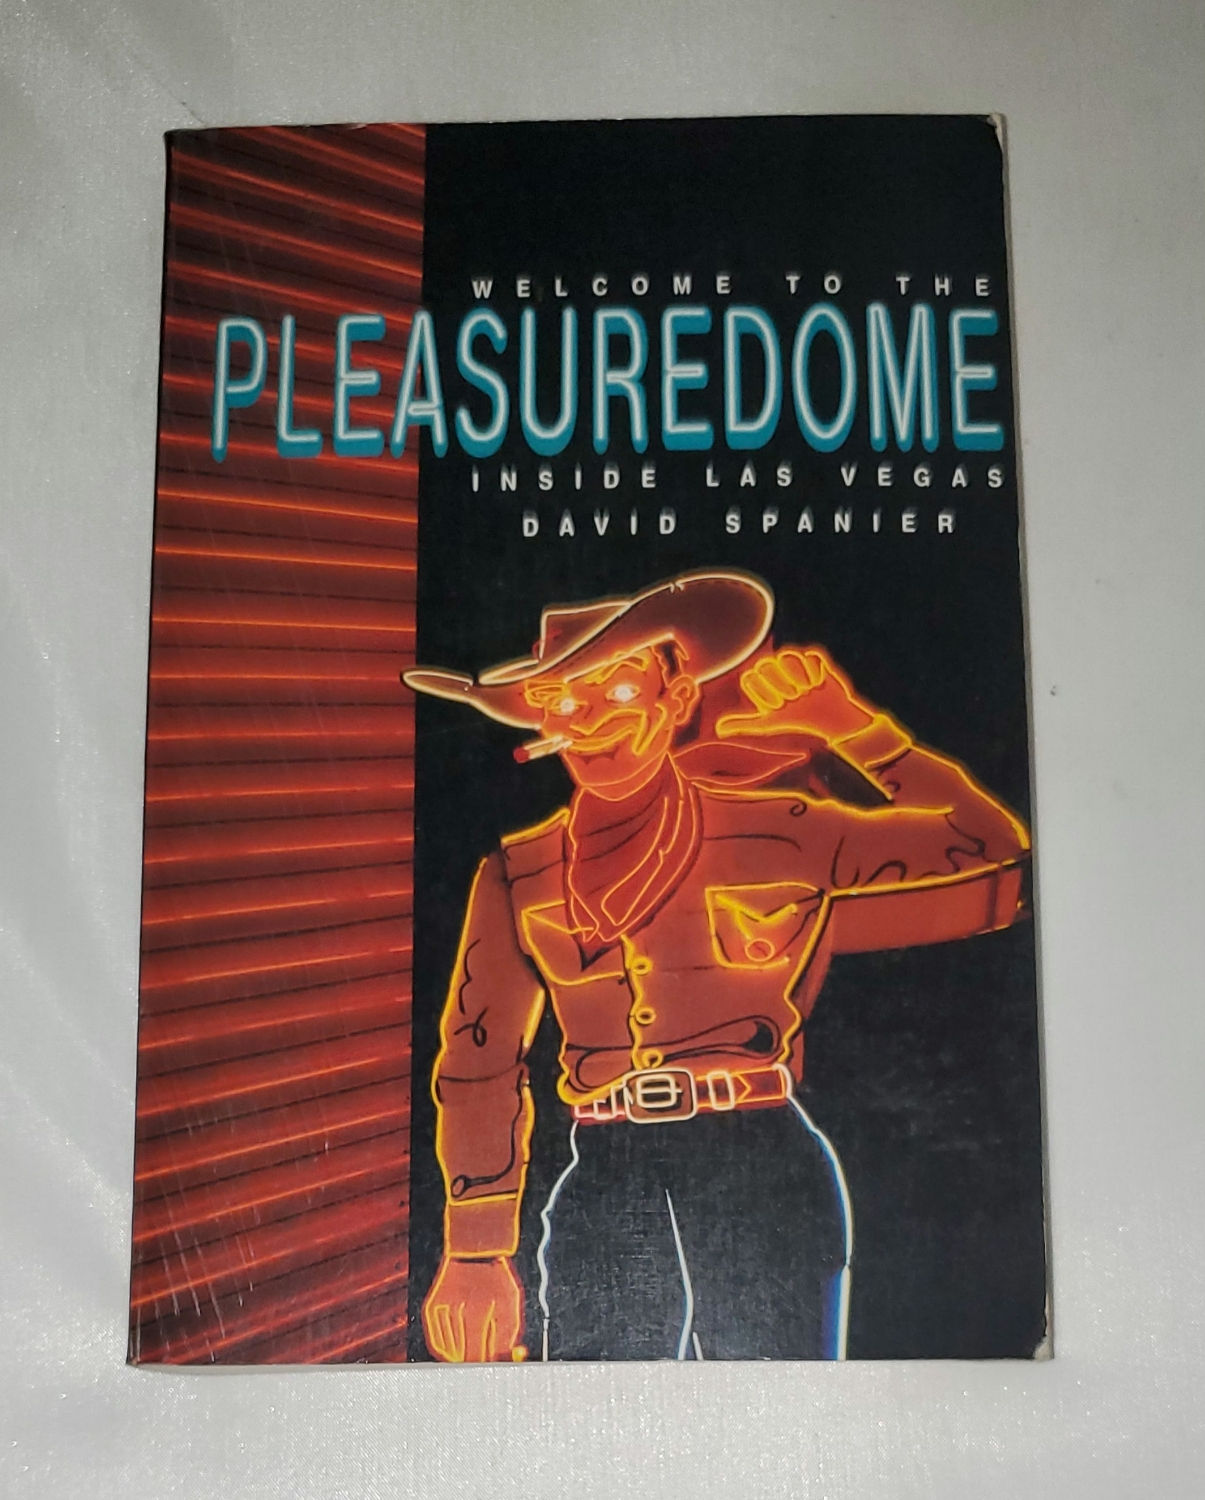 WELCOME TO THE
PLEASUREDOME
INSIDE LAS VEGAS
DAVID SPANIER